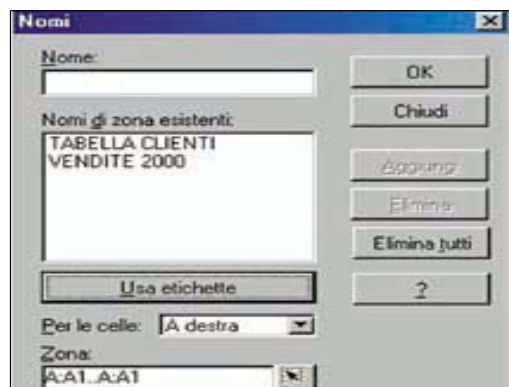 Nomi
Nome:
OK
Chiudi
Nomi di zona esistenti:
TABELLA CLIENTI
VENDITE 2000
Aggiungi
Elimina
Elimina tutti
Usa etichette
?
Per le celle: A destra
Zona:
A:A1..A:A1